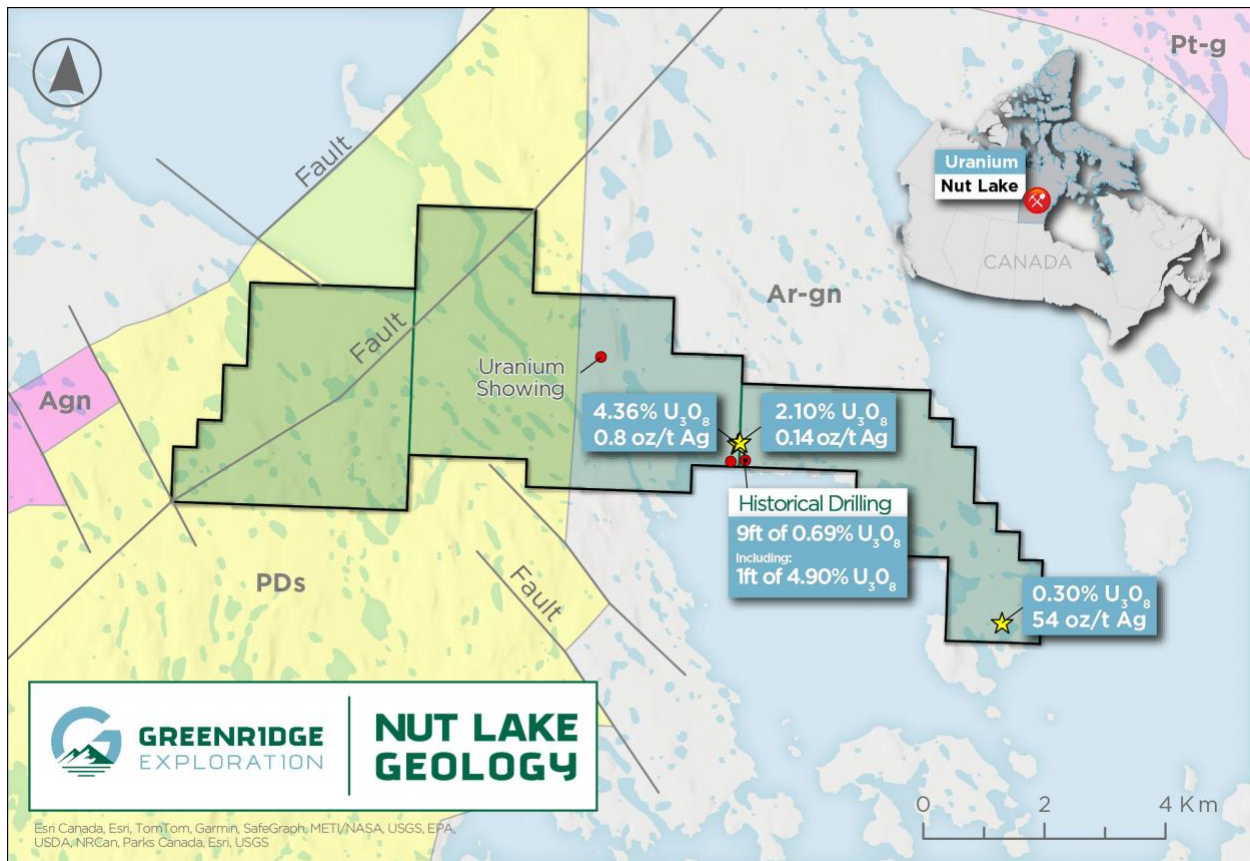 Pt-g
Fault
Uranium
Nut Lake
CANADA
Ar-gn
Fault
Uranium
Showing
Agn
4.36% U₃O₈
0.8 oz/t Ag
2.10% U₃O₈
0.14 oz/t Ag
Historical Drilling
9ft of 0.69% U₃O₈
Including:
1ft of 4.90% U₃O₈
PDs
Fault
0.30% U₃O₈
54 oz/t Ag
GREENRIDGE
EXPLORATION
NUT LAKE
GEOLOGY
0 2 4 Km
Esri Canada, Esri, TomTom, Garmin, SafeGraph, METI/NASA, USGS, EPA,
USDA, NRCan, Parks Canada, Esri, USGS